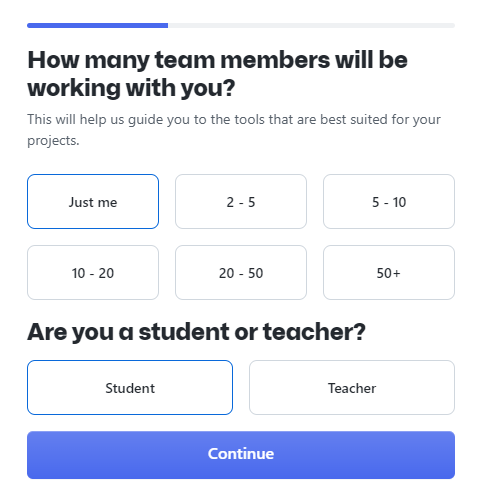 How many team members will be
working with you?
This will help us guide you to the tools that are best suited for your
projects.
Just me
2 - 5
5 - 10
10 - 20
20 - 50
50+
Are you a student or teacher?
Student
Teacher
Continue